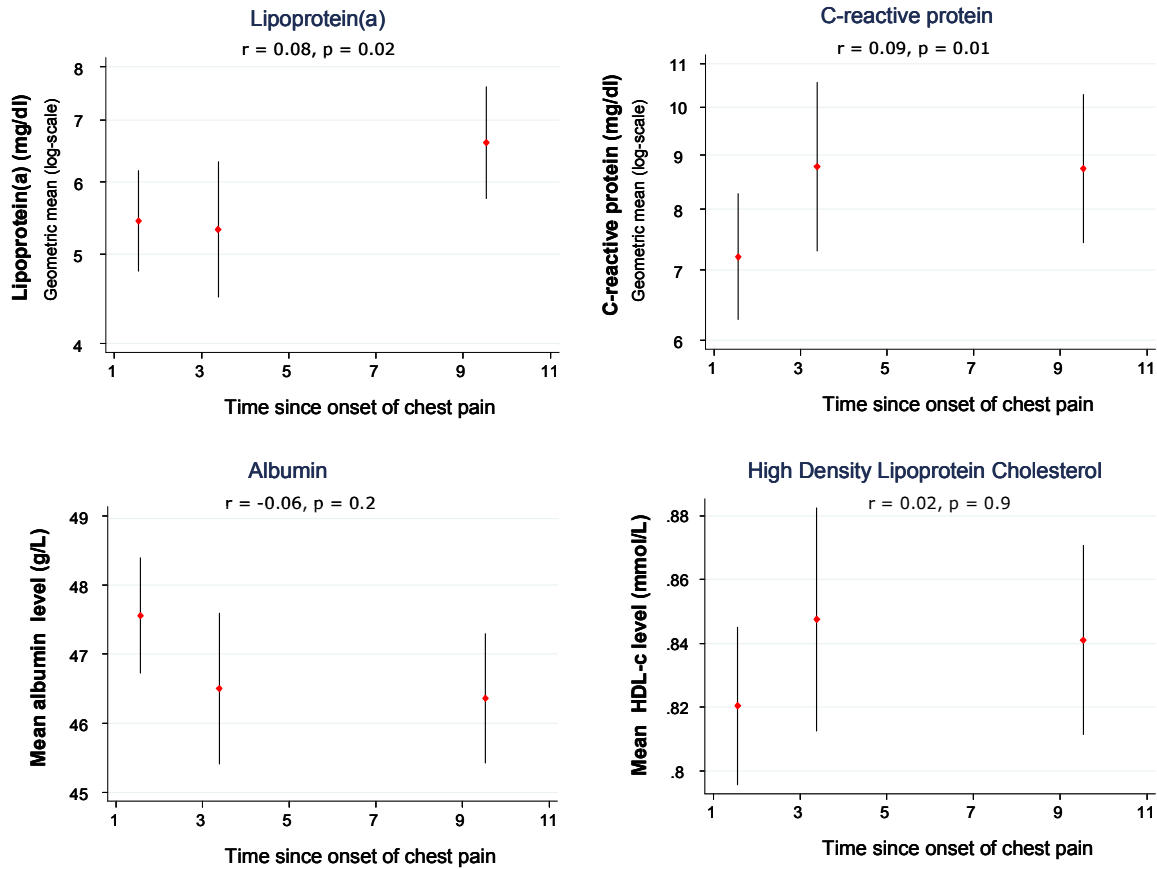 Lipoprotein(a)
r = 0.08, p = 0.02
Lipoprotein(a) (mg/dl)
Geometric mean (log-scale)
8
7
6
5
4
1 3 5 7 9 11
Time since onset of chest pain
C-reactive protein
r = 0.09, p = 0.01
C-reactive protein (mg/dl)
Geometric mean (log-scale)
11
10
9
8
7
6
1 3 5 7 9 11
Time since onset of chest pain
Albumin
r = -0.06, p = 0.2
Mean albumin level (g/L)
49
48
47
46
45
1 3 5 7 9 11
Time since onset of chest pain
High Density Lipoprotein Cholesterol
r = 0.02, p = 0.9
Mean HDL-c level (mmol/L)
.88
.86
.84
.82
.8
1 3 5 7 9 11
Time since onset of chest pain